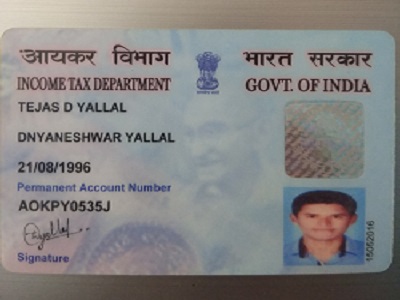 आयकर विभाग
INCOME TAX DEPARTMENT
भारत सरकार
GOVT. OF INDIA
TEJAS D YALLAL
DNYANESHWAR YALLAL
21/08/1996
Permanent Account Number
AOKPY0535J
Signature
15052016